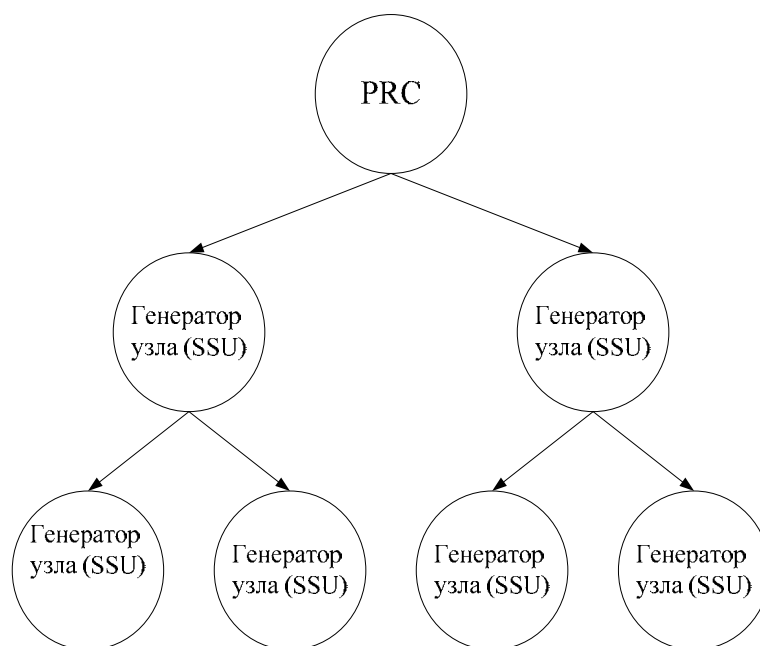 PRC
Генератор
узла (SSU)
Генератор
узла (SSU)
Генератор
узла (SSU)
Генератор
узла (SSU)
Генератор
узла (SSU)
Генератор
узла (SSU)